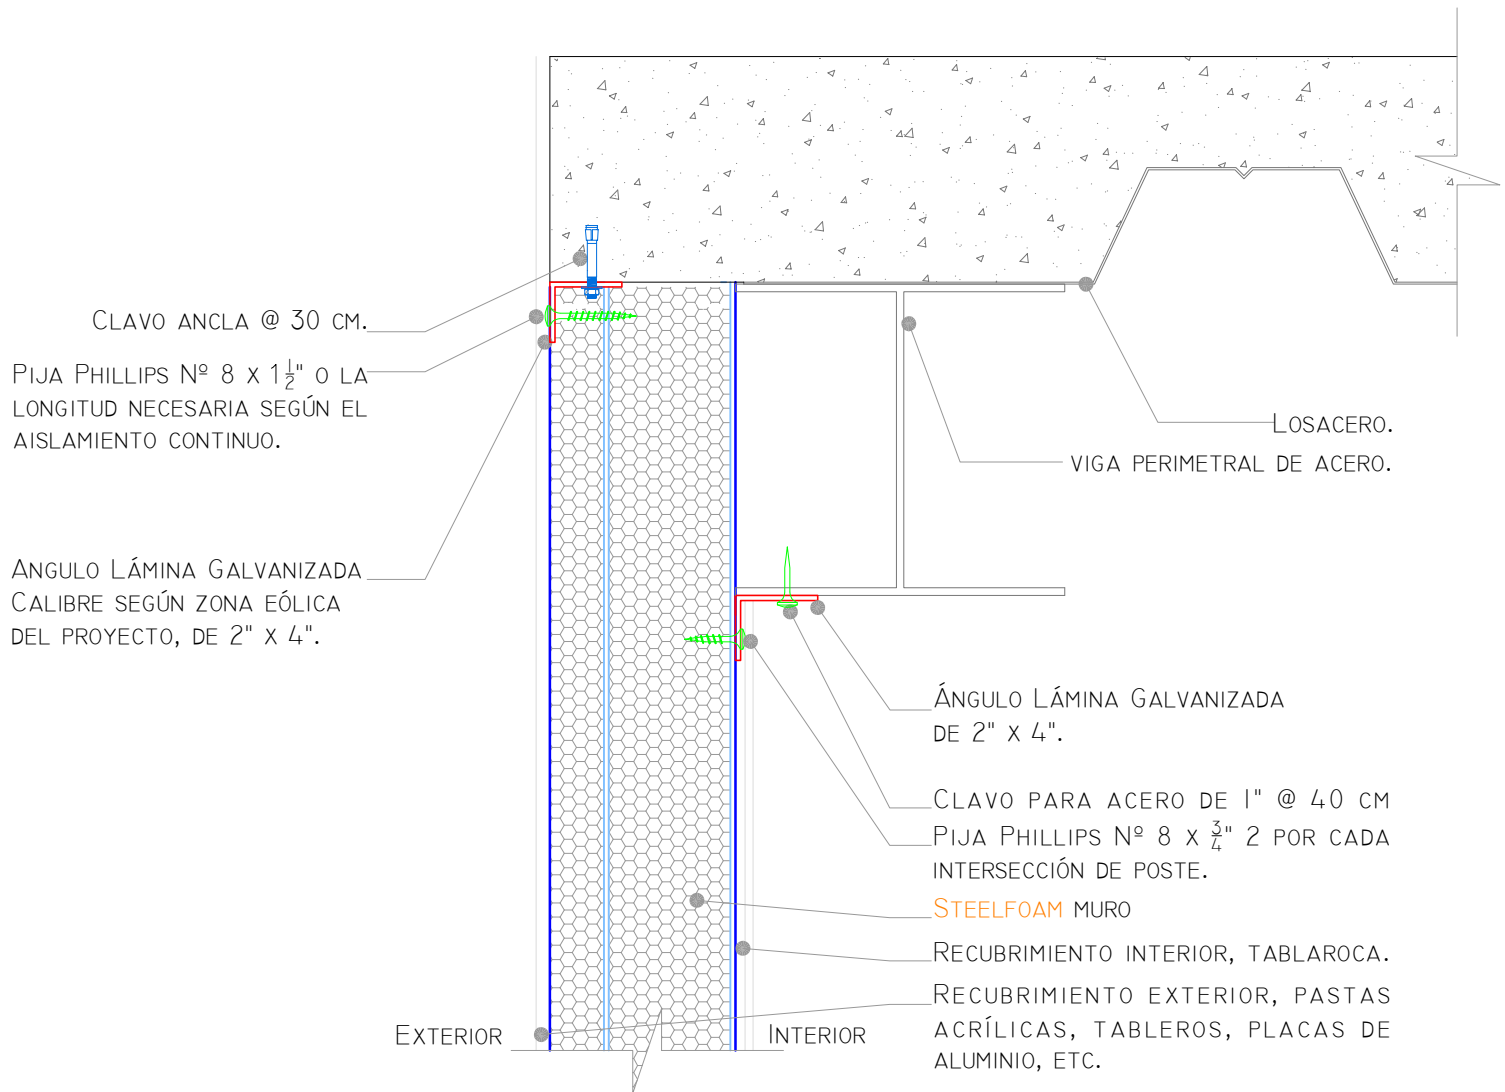 CLAVO ANCLA @ 30 CM.
PIJA PHILLIPS Nº 8 X 1 1/2" O LA
LONGITUD NECESARIA SEGÚN EL
AISLAMIENTO CONTINUO.
ANGULO LÁMINA GALVANIZADA
CALIBRE SEGÚN ZONA EÓLICA
DEL PROYECTO, DE 2" X 4".
LOSACERO.
VIGA PERIMETRAL DE ACERO.
ÁNGULO LÁMINA GALVANIZADA
DE 2" X 4".
CLAVO PARA ACERO DE 1" @ 40 CM
PIJA PHILLIPS Nº 8 X 3/4" 2 POR CADA
INTERSECCIÓN DE POSTE.
STEELFOAM MURO
RECUBRIMIENTO INTERIOR, TABLAROCA.
RECUBRIMIENTO EXTERIOR, PASTAS
ACRÍLICAS, TABLEROS, PLACAS DE
ALUMINIO, ETC.
EXTERIOR
INTERIOR